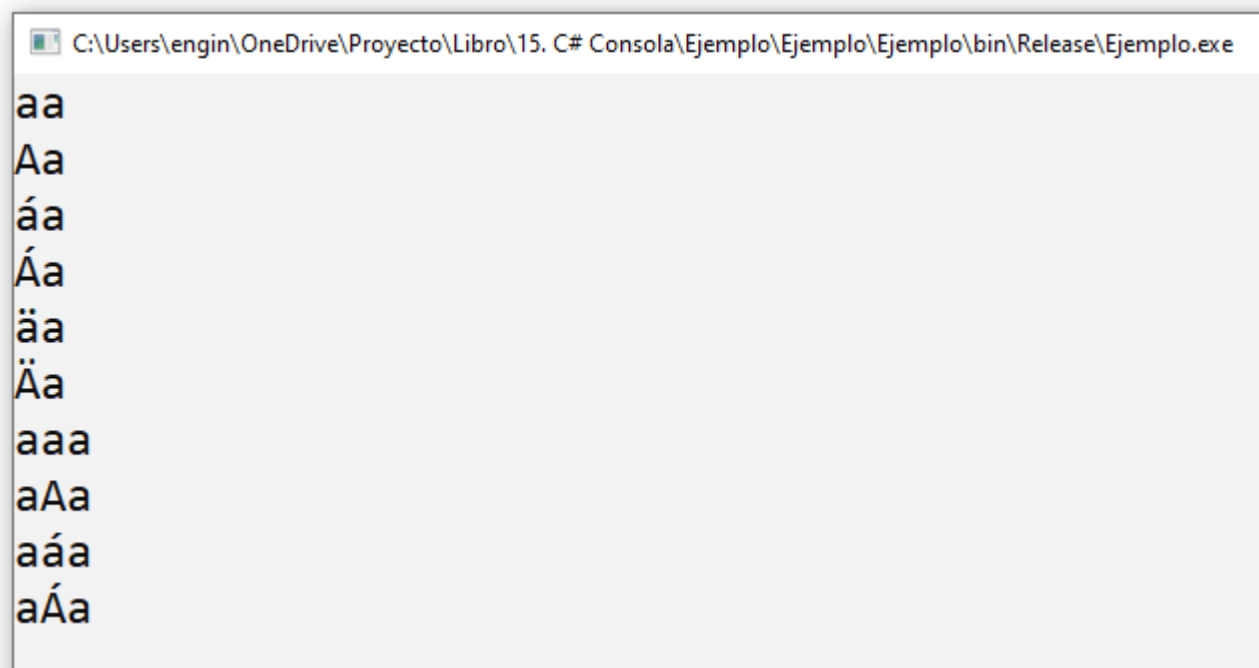 C:\Users\engin\OneDrive\Proyecto\Libro\15. C# Consola\Ejemplo\Ejemplo\Ejemplo\bin\Release\Ejemplo.exe
aa
Aa
áa
Áa
äa
Äa
aaa
aAa
aáa
aÁa